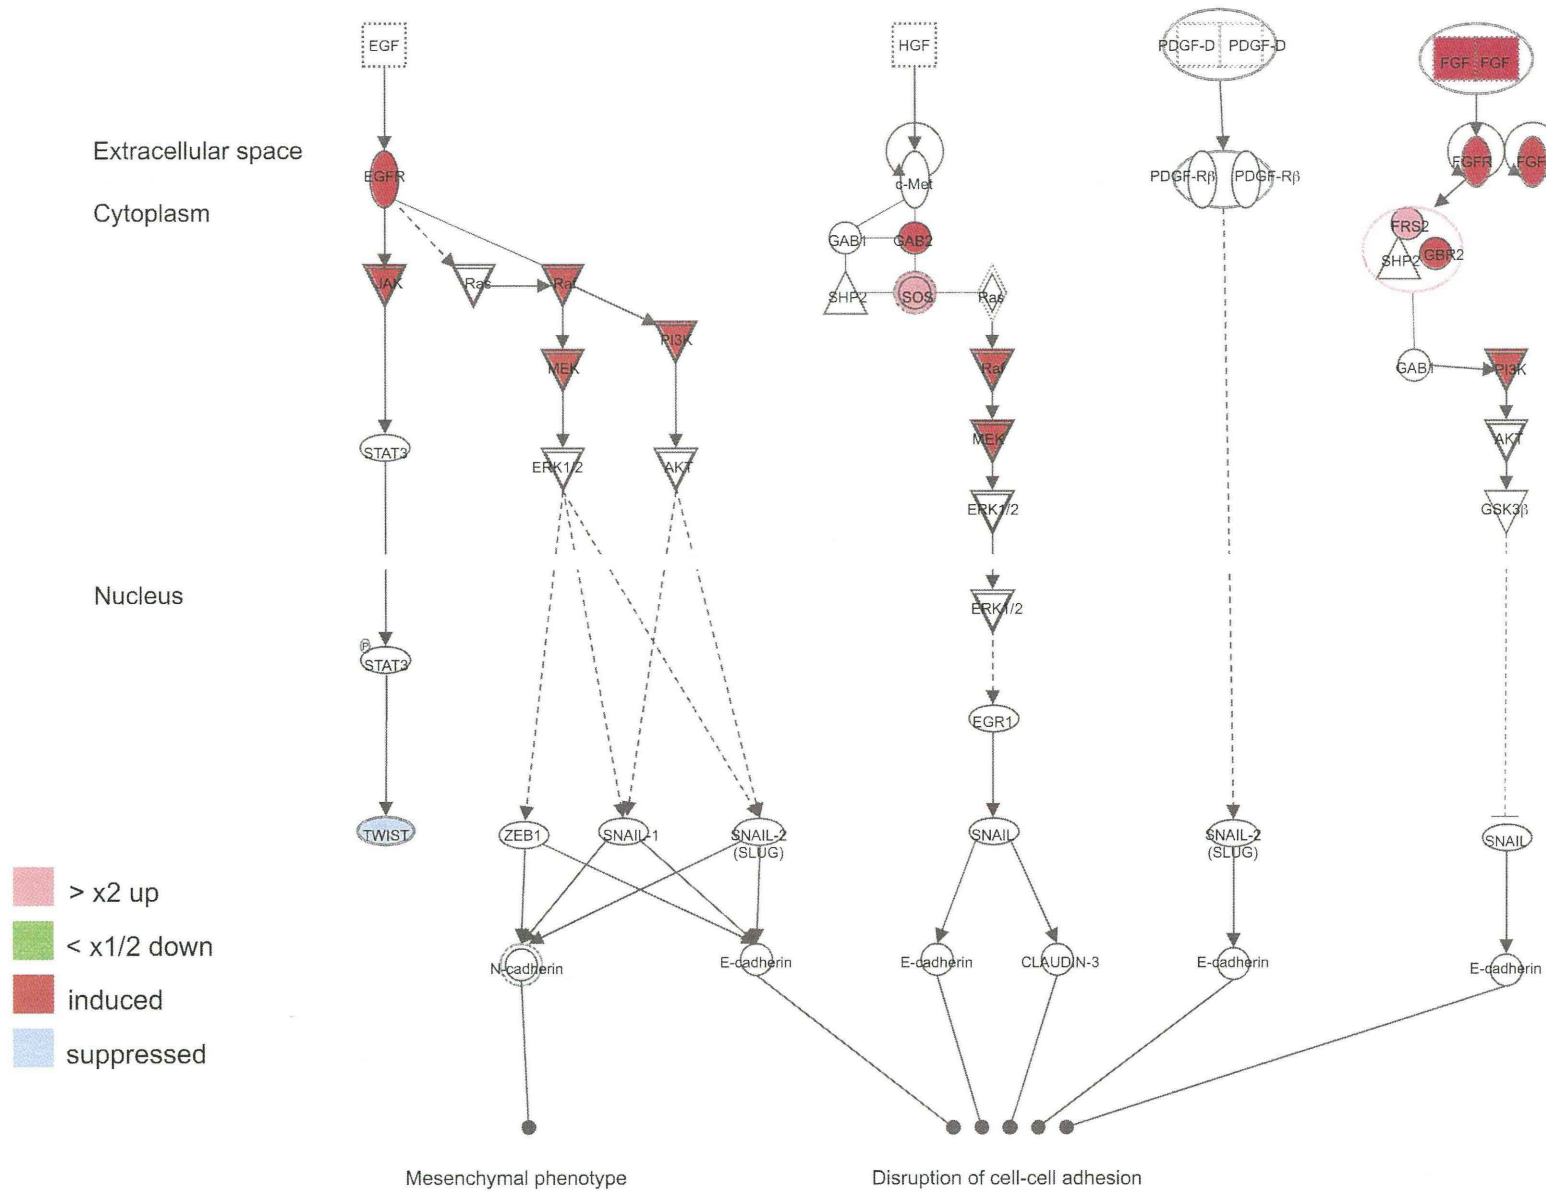 EGF HGF PDGF-D PDGF-D FGF FGF
Extracellular space
EGFR c-Met PDGF-Rβ PDGF-Rβ FGFR FGF
Cytoplasm
GAB1 GAB2 FRS2
SHP2 GBR2
JAK Ras Raf SHP2 SOS Ras
PI3K
MEK Raf GAB1 PI3K
STAT3 ERK1/2 AKT MEK AKT
ERK1/2 GSK3β
Nucleus
ERK1/2
P
STAT3
EGR1
TWIST ZEB1 SNAIL-1 SNAIL-2 SNAIL SNAIL-2 SNAIL
(SLUG) (SLUG)
> x2 up
< x1/2 down
N-cadherin E-cadherin E-cadherin CLAUDIN-3 E-cadherin E-cadherin
induced
suppressed
Mesenchymal phenotype Disruption of cell-cell adhesion